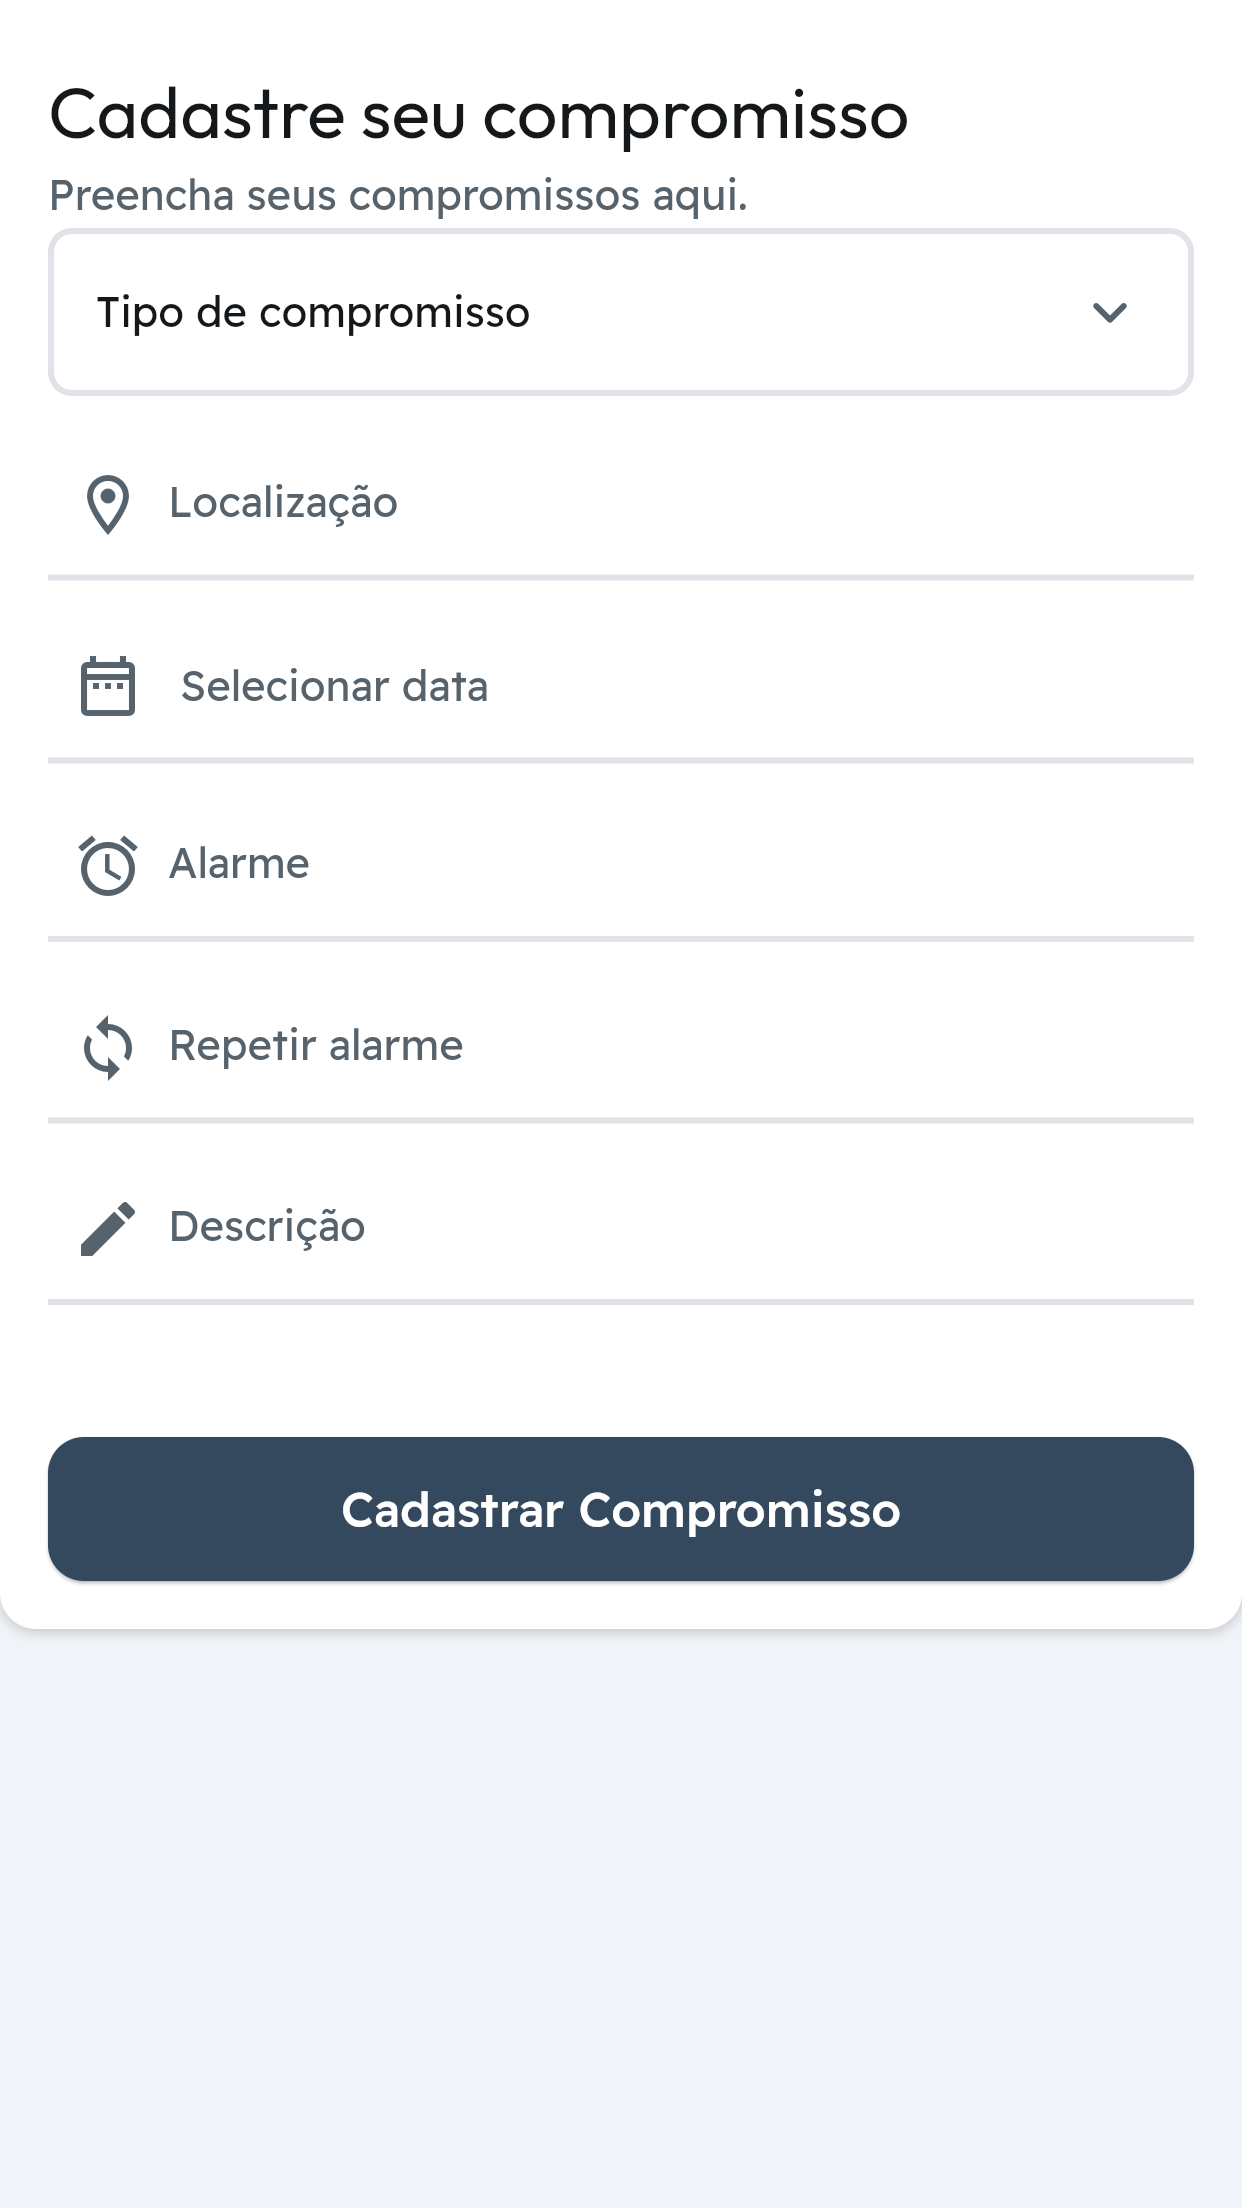 Cadastre seu compromisso
Preencha seus compromissos aqui.
Tipo de compromisso
Localização
Selecionar data
Alarme
Repetir alarme
Descrição
Cadastrar Compromisso